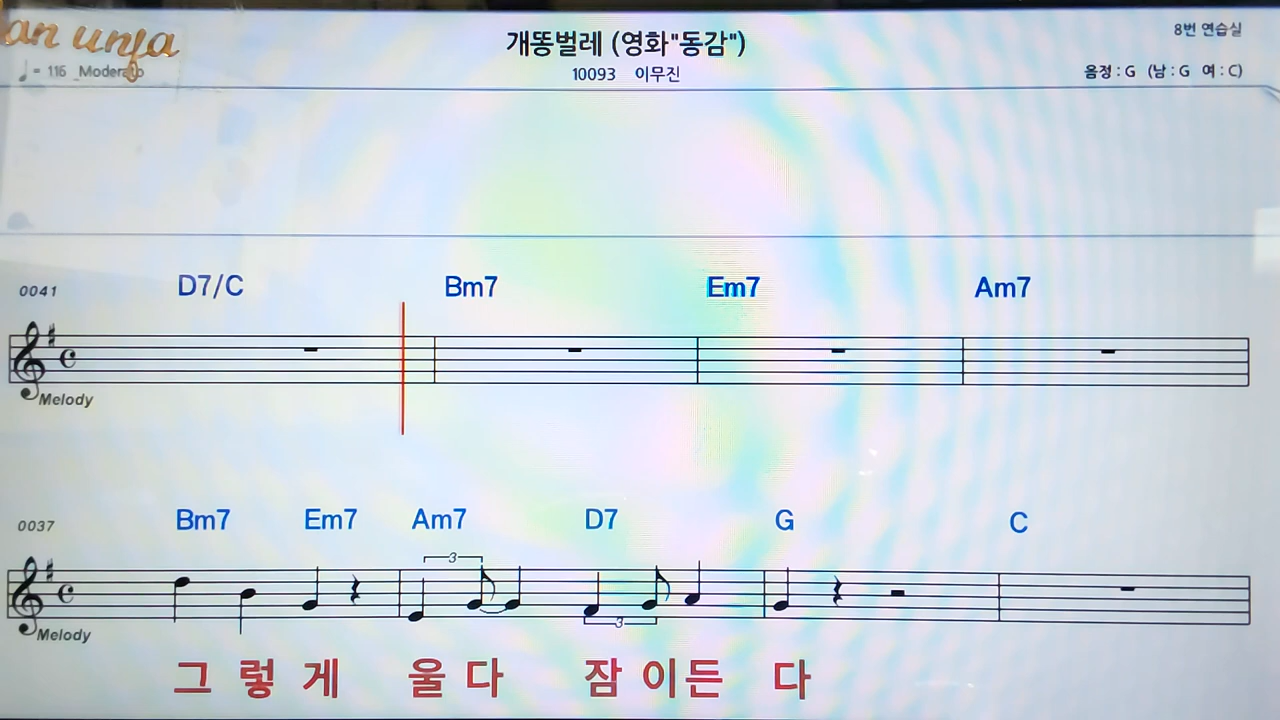 an unja
8번 연습실
개똥벌레 (영화"동감")
♩= 116 Moderato
10093 이무진
음정 : G (남 : G 여 : C)
0041 D7/C Bm7 Em7 Am7
Melody
0037 Bm7 Em7 Am7 D7 G C
3 3
Melody
그 렇 게 울 다 잠 이 든 다